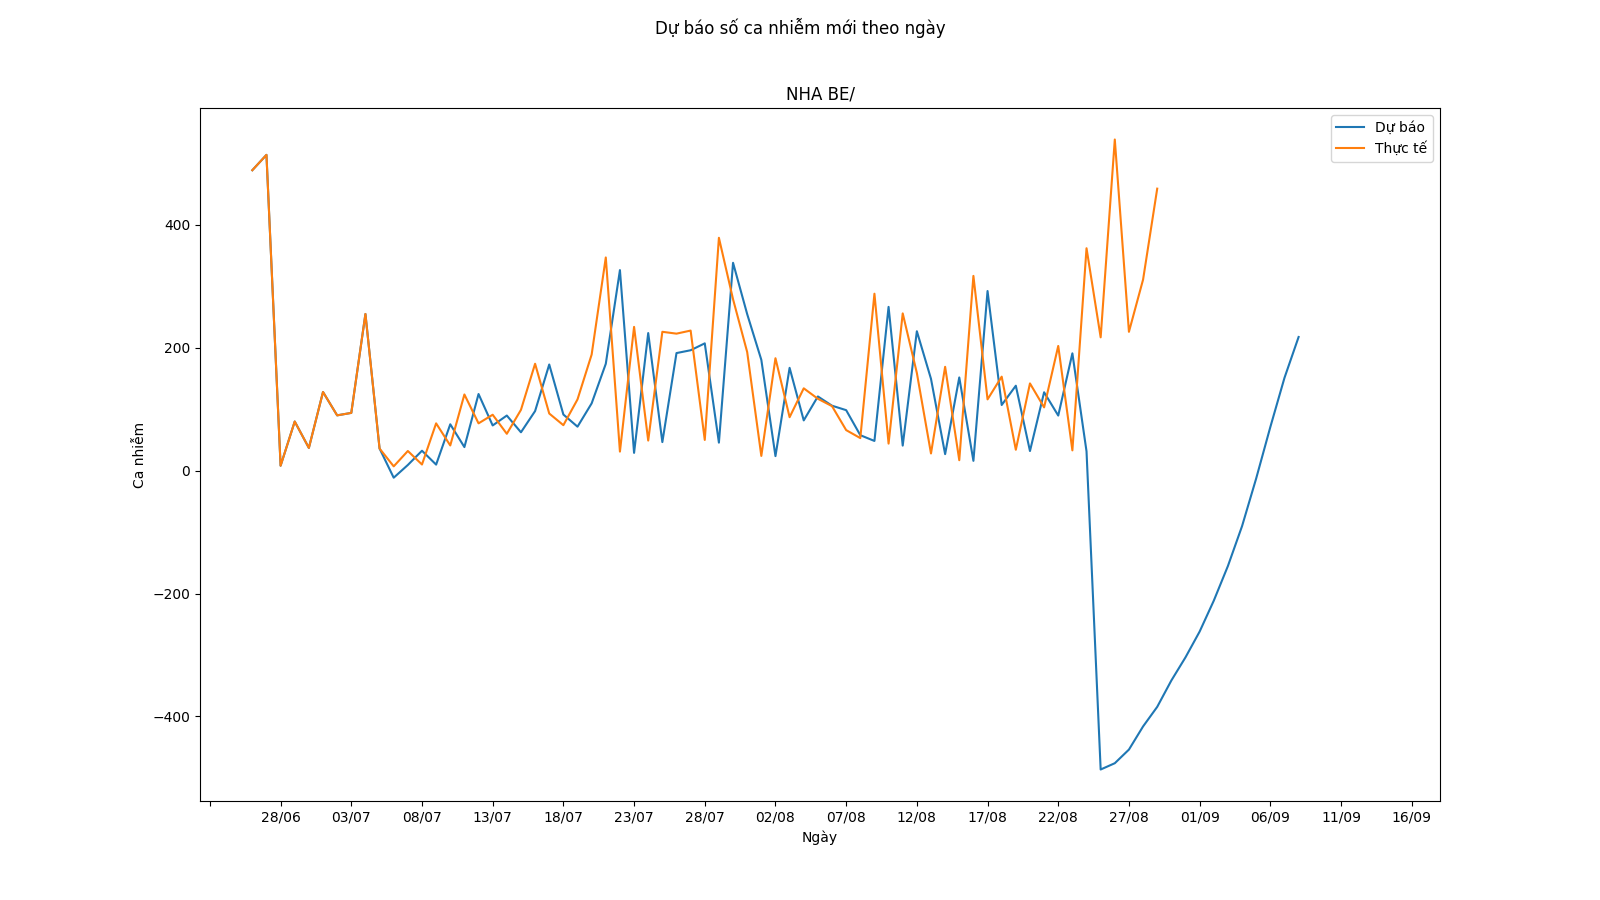 Dự báo số ca nhiễm mới theo ngày
NHA BE/
Dự báo
Thực tế
400
200
0
−200
−400
Ca nhiễm
28/06 03/07 08/07 13/07 18/07 23/07 28/07 02/08 07/08 12/08 17/08 22/08 27/08 01/09 06/09 11/09 16/09
Ngày